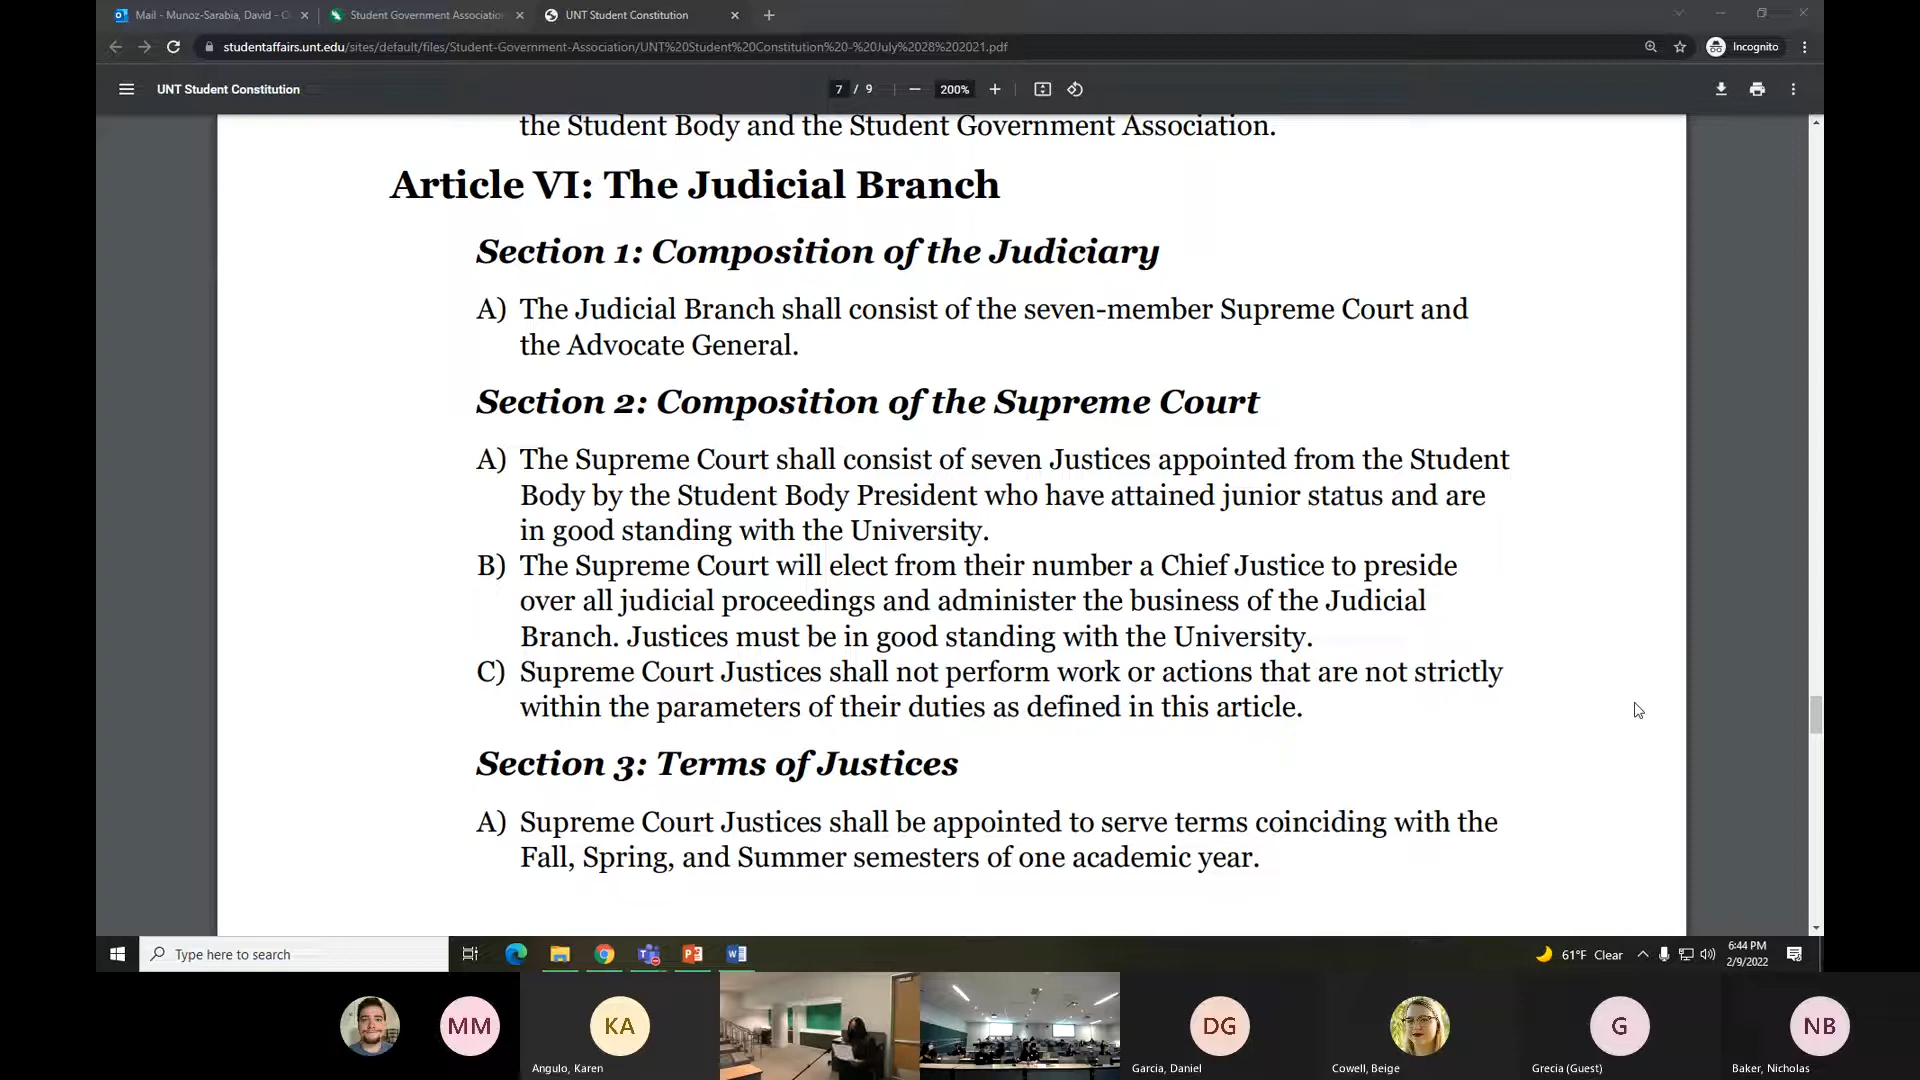 Mail - Munoz-Sarabia, David - O
Student Government Association
UNT Student Constitution
studentaffairs.unt.edu/sites/default/files/Student-Government-Association/UNT%20Student%20Constitution%20-%20July%2028%202021.pdf
Incognito
UNT Student Constitution
7 / 9
200%
the Student Body and the Student Government Association.
Article VI: The Judicial Branch
Section 1: Composition of the Judiciary
A) The Judicial Branch shall consist of the seven-member Supreme Court and
the Advocate General.
Section 2: Composition of the Supreme Court
A) The Supreme Court shall consist of seven Justices appointed from the Student
Body by the Student Body President who have attained junior status and are
in good standing with the University.
B) The Supreme Court will elect from their number a Chief Justice to preside
over all judicial proceedings and administer the business of the Judicial
Branch. Justices must be in good standing with the University.
C) Supreme Court Justices shall not perform work or actions that are not strictly
within the parameters of their duties as defined in this article.
Section 3: Terms of Justices
A) Supreme Court Justices shall be appointed to serve terms coinciding with the
Fall, Spring, and Summer semesters of one academic year.
Type here to search
61°F Clear
6:44 PM
2/9/2022
MM
KA
DG
G
NB
Angulo, Karen
Garcia, Daniel
Cowell, Beige
Grecia (Guest)
Baker, Nicholas